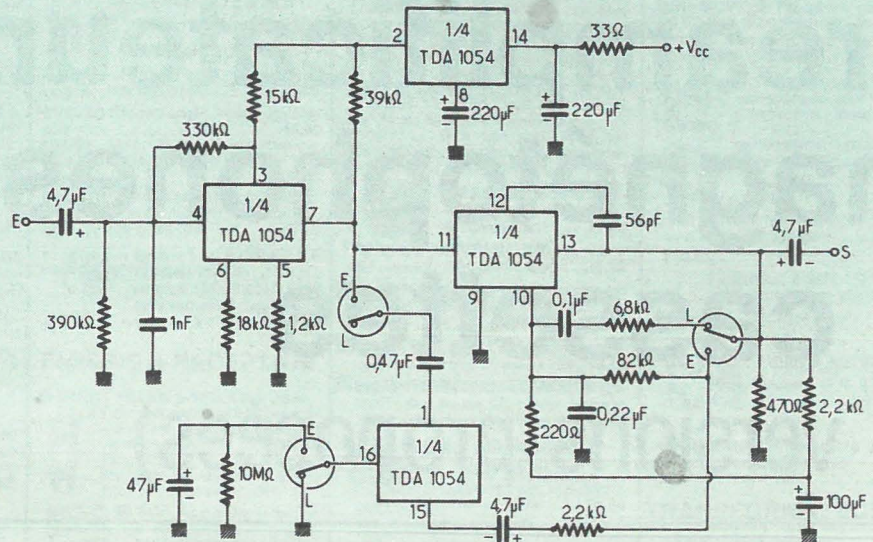 1/4
TDA 1054
2
14
8
33Ω
+Vcc
220µF
+
-
220µF
+
-
15kΩ
39kΩ
330kΩ
E
4,7µF
- +
3
4
1/4
TDA 1054
7
6
5
390kΩ
1nF
18kΩ
1,2kΩ
12
11
1/4
TDA 1054
13
9
10
56pF
4,7µF
+ -
S
E
L
0,47µF
0,1µF
6,8kΩ
L
82kΩ
E
0,22µF
220Ω
470Ω
2,2kΩ
1
1/4
TDA 1054
16
15
E
L
47µF
+
-
10MΩ
4,7µF
- +
2,2kΩ
100µF
+
-